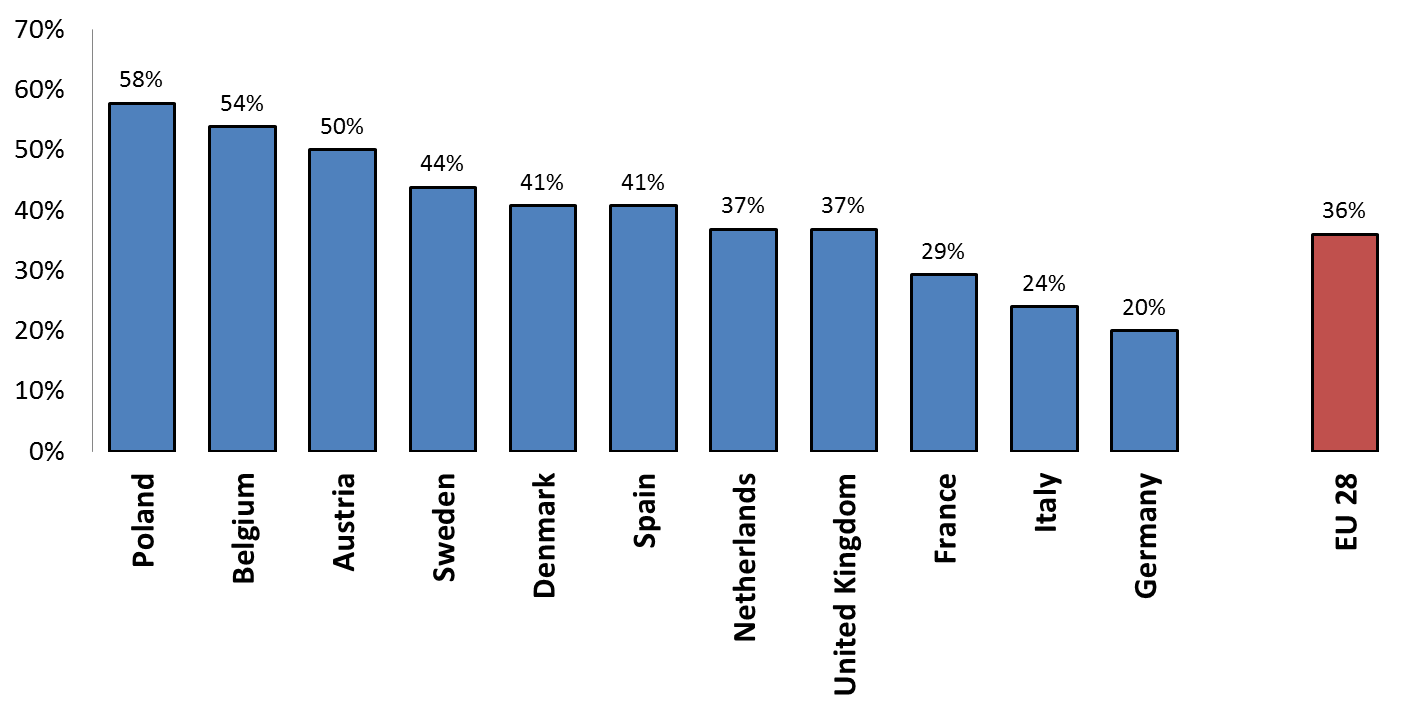 70%
60%
50%
40%
30%
20%
10%
0%
58%
54%
50%
44%
41%
41%
37%
37%
29%
24%
20%
36%
Poland
Belgium
Austria
Sweden
Denmark
Spain
Netherlands
United Kingdom
France
Italy
Germany
EU 28